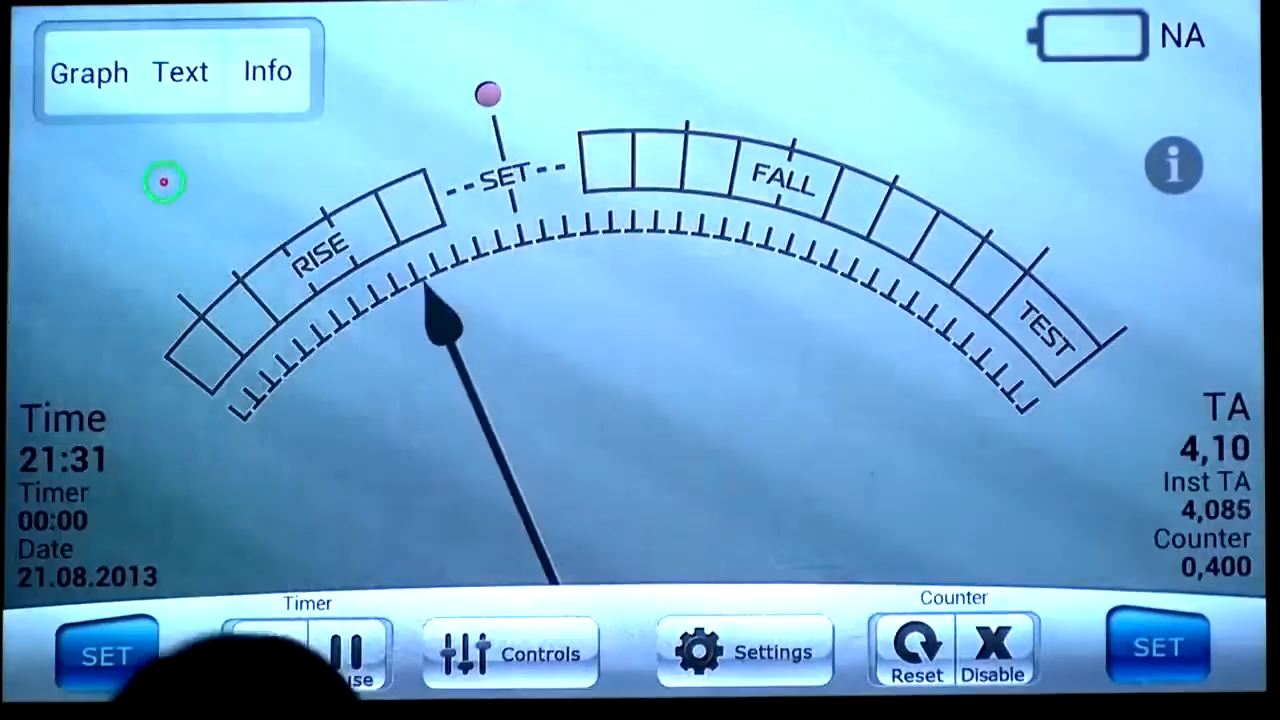 Graph Text Info
NA
SET
FALL
RISE
TEST
Time
21:31
Timer
00:00
Date
21.08.2013
TA
4,10
Inst TA
4,085
Counter
0,400
Timer
Counter
SET
Controls
Settings
Reset
Disable
SET